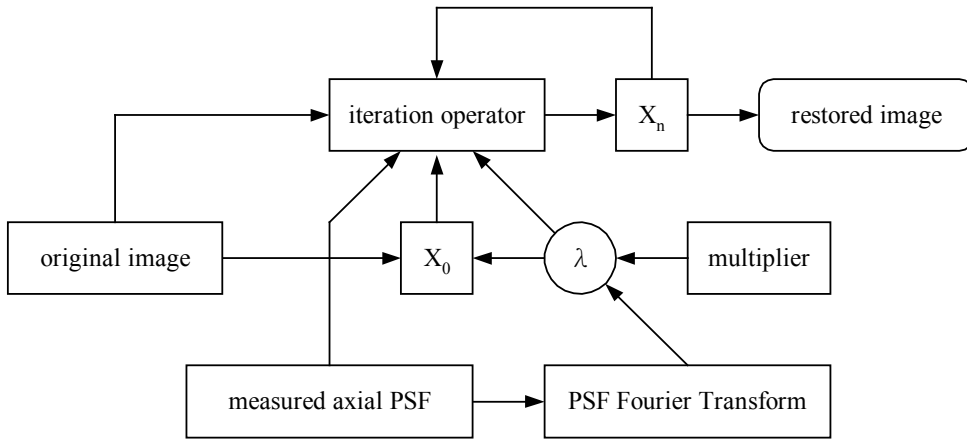 iteration operator
Xn
restored image
original image
X0
λ
multiplier
measured axial PSF
PSF Fourier Transform